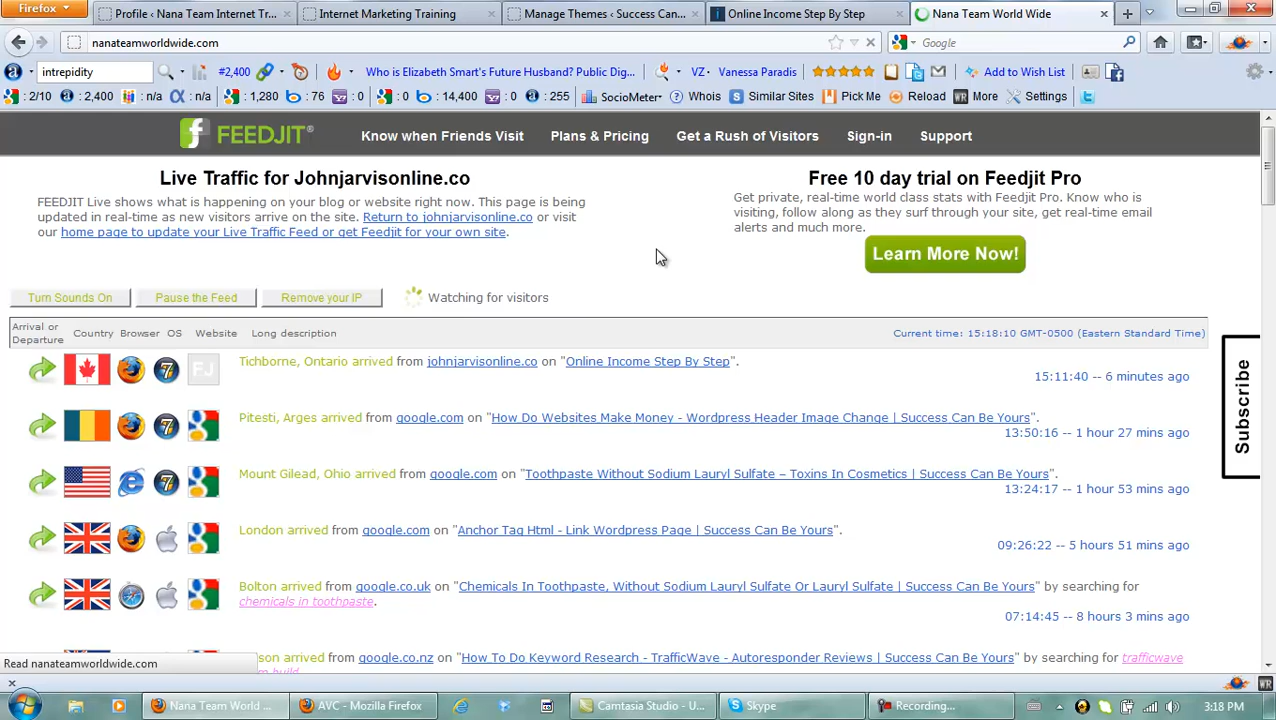 Firefox
Profile ‹ Nana Team Internet Tr...
Internet Marketing Training
Manage Themes ‹ Success Can...
Online Income Step By Step
Nana Team World Wide
nanateamworldwide.com
Google
intrepidity
#2,400
Who is Elizabeth Smart's Future Husband? Public Dig...
VZ
Vanessa Paradis
Add to Wish List
: 2/10
: 2,400
: n/a
: n/a
: 1,280
: 76
: 0
: 0
: 14,400
: 0
: 255
SocioMeter
Whois
Similar Sites
Pick Me
Reload
WR More
Settings
FEEDJIT®
Know when Friends Visit
Plans & Pricing
Get a Rush of Visitors
Sign-in
Support
Live Traffic for Johnjarvisonline.co
FEEDJIT Live shows what is happening on your blog or website right now. This page is being
updated in real-time as new visitors arrive on the site. Return to johnjarvisonline.co or visit
our home page to update your Live Traffic Feed or get Feedjit for your own site.
Free 10 day trial on Feedjit Pro
Get private, real-time world class stats with Feedjit Pro. Know who is
visiting, follow along as they surf through your site, get real-time email
alerts and much more.
Learn More Now!
Turn Sounds On
Pause the Feed
Remove your IP
Watching for visitors
Arrival or
Departure
Country
Browser
OS
Website
Long description
Current time: 15:18:10 GMT-0500 (Eastern Standard Time)
FJ
Tichborne, Ontario arrived from johnjarvisonline.co on "Online Income Step By Step".
15:11:40 -- 6 minutes ago
Pitesti, Arges arrived from google.com on "How Do Websites Make Money - Wordpress Header Image Change | Success Can Be Yours".
13:50:16 -- 1 hour 27 mins ago
Mount Gilead, Ohio arrived from google.com on "Toothpaste Without Sodium Lauryl Sulfate – Toxins In Cosmetics | Success Can Be Yours".
13:24:17 -- 1 hour 53 mins ago
London arrived from google.com on "Anchor Tag Html - Link Wordpress Page | Success Can Be Yours".
09:26:22 -- 5 hours 51 mins ago
Bolton arrived from google.co.uk on "Chemicals In Toothpaste, Without Sodium Lauryl Sulfate Or Lauryl Sulfate | Success Can Be Yours" by searching for
chemicals in toothpaste.
07:14:45 -- 8 hours 3 mins ago
son arrived from google.co.nz on "How To Do Keyword Research - TrafficWave - Autoresponder Reviews | Success Can Be Yours" by searching for trafficwave
Subscribe
Read nanateamworldwide.com
WR
Nana Team World W...
AVC - Mozilla Firefox
Camtasia Studio - U...
Skype
Recording...
3:18 PM